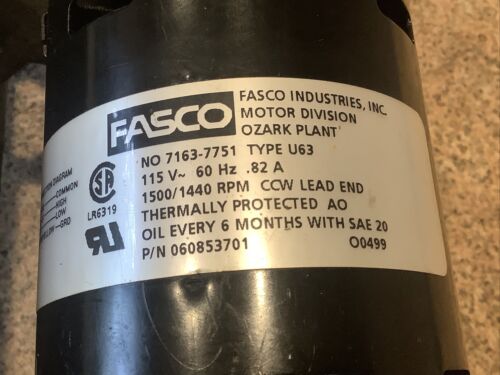 FASCO
FASCO INDUSTRIES, INC.
MOTOR DIVISION
OZARK PLANT
NO 7163-7751 TYPE U63
115 V~ 60 Hz .82 A
1500/1440 RPM CCW LEAD END
THERMALLY PROTECTED AO
OIL EVERY 6 MONTHS WITH SAE 20
P/N 060853701 O0499
DIAGRAM
COMMON
HIGH
LOW
GRD
LR6319